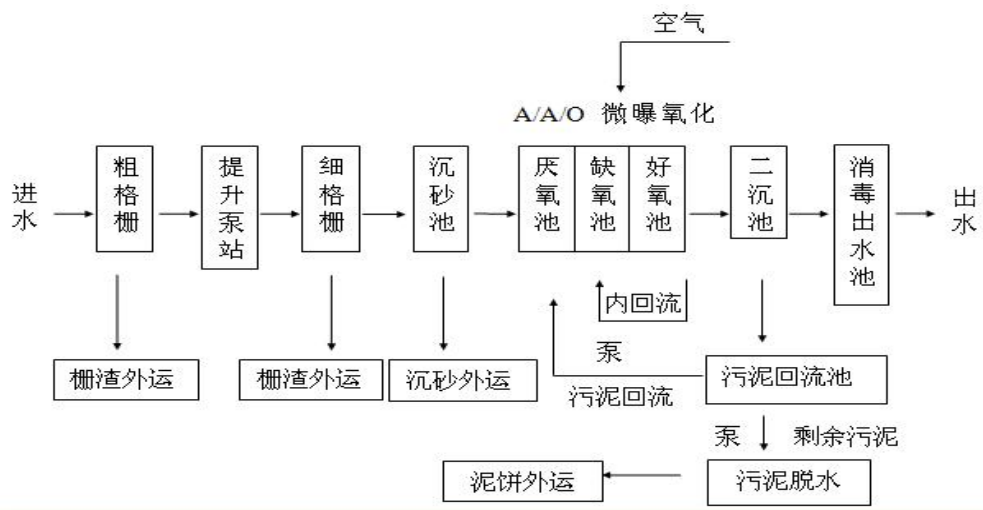 空气
A/A/O 微曝氧化
进水
粗格栅
提升泵站
细格栅
沉砂池
厌氧池
缺氧池
好氧池
二沉池
消毒出水池
出水
内回流
泵
栅渣外运
栅渣外运
沉砂外运
污泥回流
污泥回流池
泵
剩余污泥
泥饼外运
污泥脱水